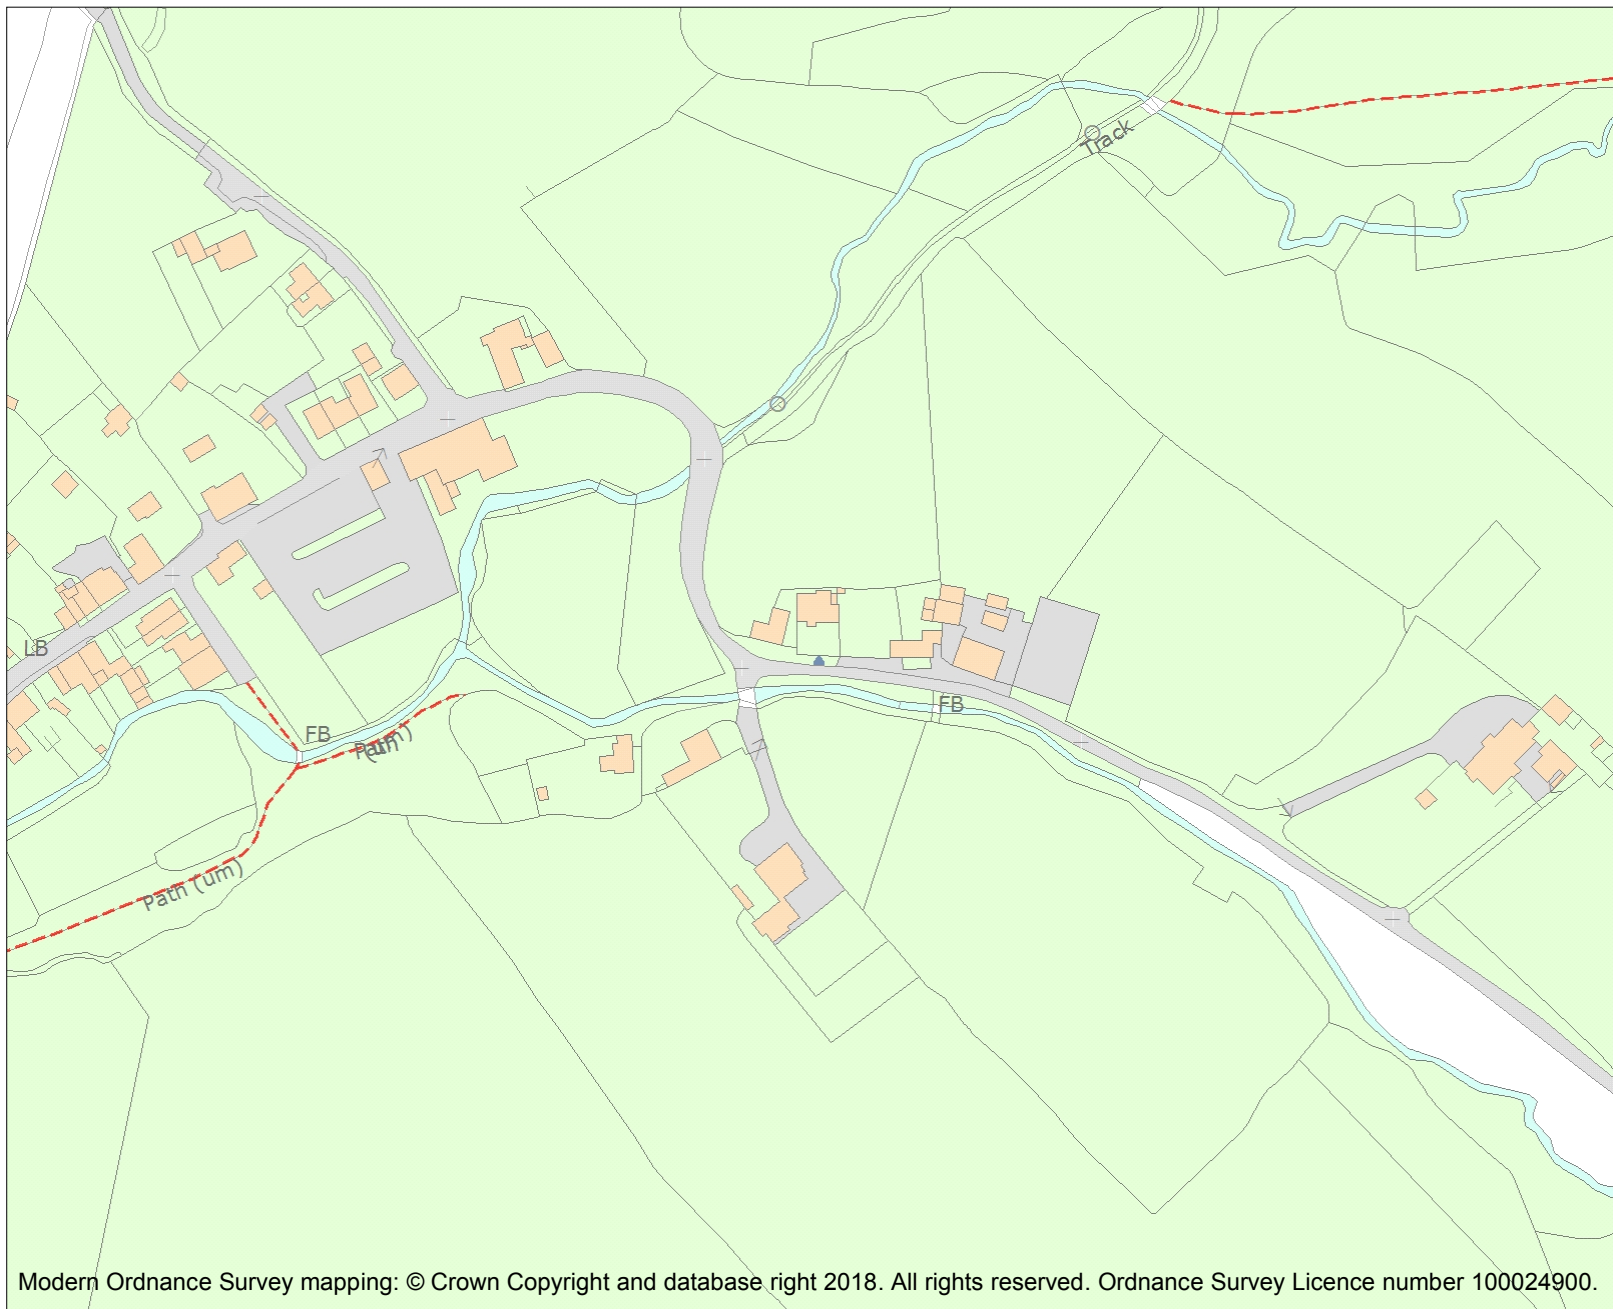 Track
LB
FB
FB
Path (um)
Path (um)
Modern Ordnance Survey mapping: © Crown Copyright and database right 2018. All rights reserved. Ordnance Survey Licence number 100024900.